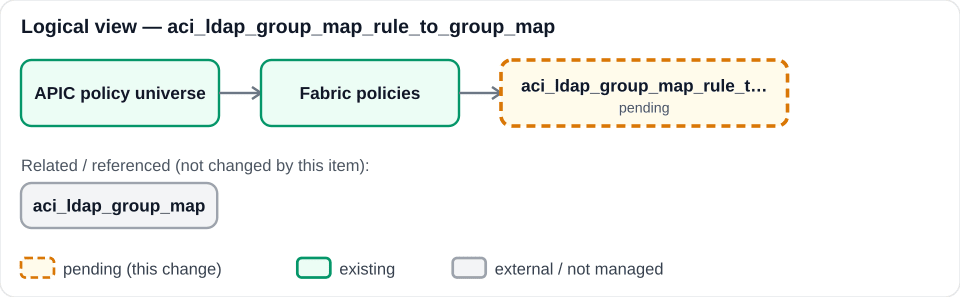 Logical view — aci_ldap_group_map_rule_to_group_map
APIC policy universe
Fabric policies
aci_ldap_group_map_rule_t…
pending
Related / referenced (not changed by this item):
aci_ldap_group_map
pending (this change)
existing
external / not managed